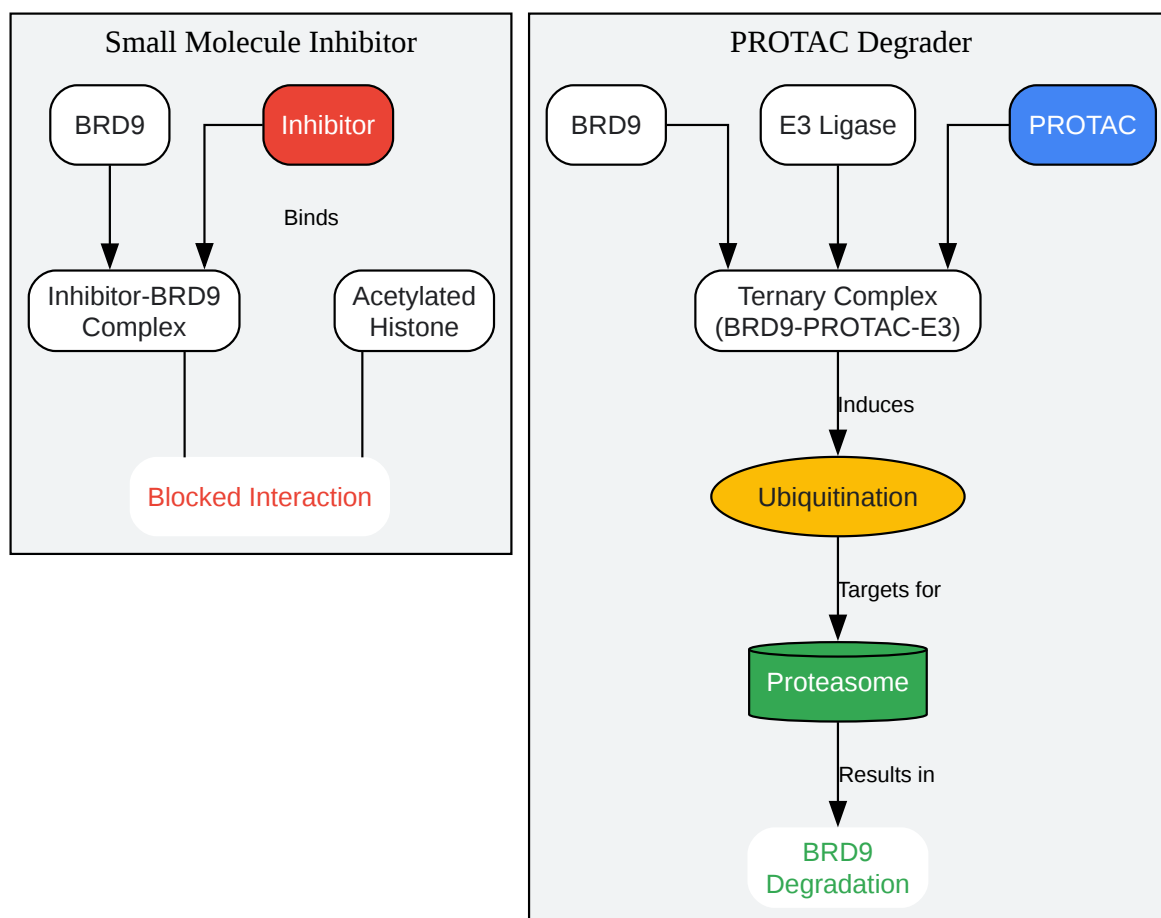 Small Molecule Inhibitor
BRD9
Inhibitor
Binds
Inhibitor-BRD9
Complex
Acetylated
Histone
Blocked Interaction
PROTAC Degrader
BRD9
E3 Ligase
PROTAC
Ternary Complex
(BRD9-PROTAC-E3)
Induces
Ubiquitination
Targets for
Proteasome
Results in
BRD9
Degradation